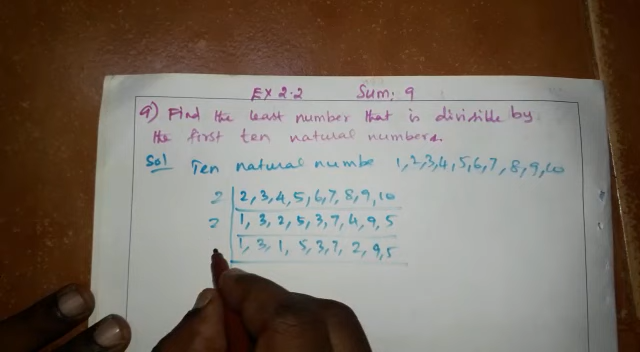 EX 2.2 Sum: 9
9) Find the least number that is divisible by
the first ten natural numbers.
Sol Ten natural numbe 1,2,3,4,5,6,7,8,9,10
2 2,3,4,5,6,7,8,9,10
2 1,3,2,5,3,7,4,9,5
1,3,1,5,3,7,2,9,5